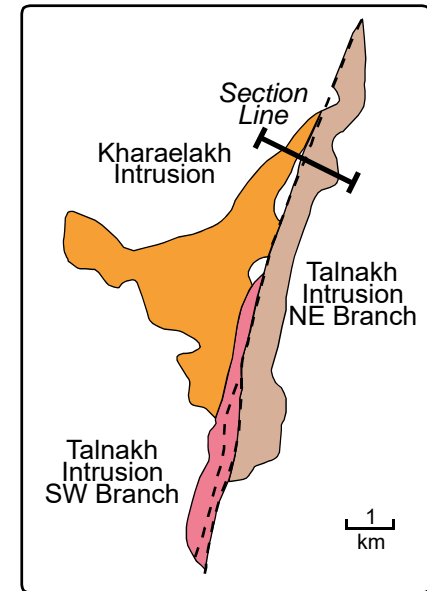 Section
Line
Kharaelakh
Intrusion
Talnakh
Intrusion
NE Branch
Talnakh
Intrusion
SW Branch
1
km